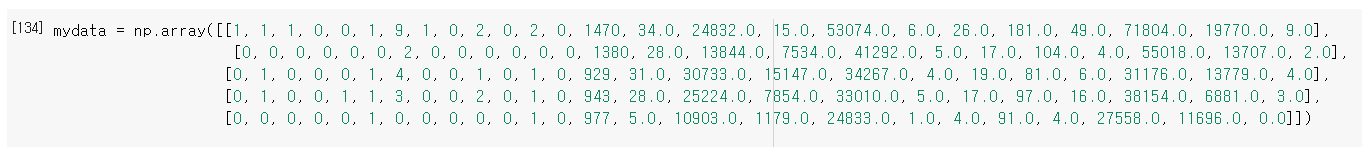 [134] mydata = np.array([[1, 1, 1, 0, 0, 1, 9, 1, 0, 2, 0, 2, 0, 1470, 34.0, 24832.0, 15.0, 53074.0, 6.0, 26.0, 181.0, 49.0, 71804.0, 19770.0, 9.0],
[0, 0, 0, 0, 0, 0, 2, 0, 0, 0, 0, 0, 0, 1380, 28.0, 13844.0, 7534.0, 41292.0, 5.0, 17.0, 104.0, 4.0, 55018.0, 13707.0, 2.0],
[0, 1, 0, 0, 0, 1, 4, 0, 0, 1, 0, 1, 0, 929, 31.0, 30733.0, 15147.0, 34267.0, 4.0, 19.0, 81.0, 6.0, 31176.0, 13779.0, 4.0],
[0, 1, 0, 0, 1, 1, 3, 0, 0, 2, 0, 1, 0, 943, 28.0, 25224.0, 7854.0, 33010.0, 5.0, 17.0, 97.0, 16.0, 38154.0, 6881.0, 3.0],
[0, 0, 0, 0, 0, 1, 0, 0, 0, 0, 0, 1, 0, 977, 5.0, 10903.0, 1179.0, 24833.0, 1.0, 4.0, 91.0, 4.0, 27558.0, 11696.0, 0.0]])